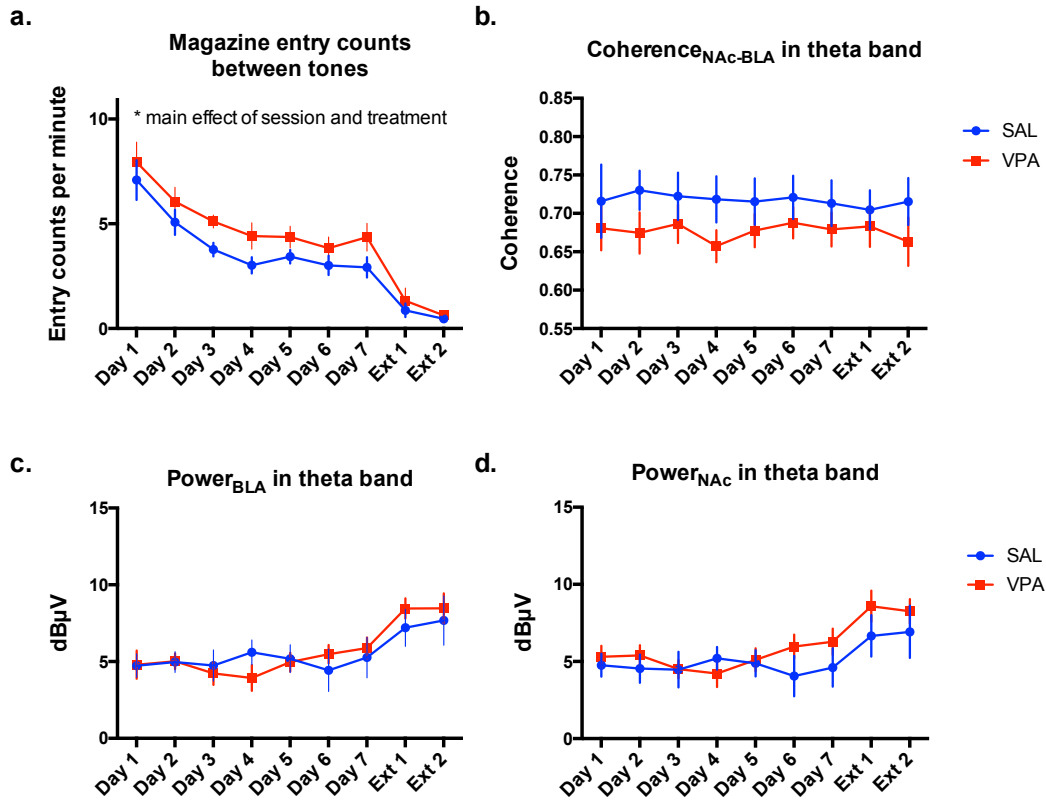 a.
Magazine entry counts
between tones
* main effect of session and treatment
Entry counts per minute
10
5
0
Day 1
Day 2
Day 3
Day 4
Day 5
Day 6
Day 7
Ext 1
Ext 2
b.
CoherenceNAc-BLA in theta band
Coherence
0.85
0.80
0.75
0.70
0.65
0.60
0.55
Day 1
Day 2
Day 3
Day 4
Day 5
Day 6
Day 7
Ext 1
Ext 2
SAL
VPA
c.
PowerBLA in theta band
dBµV
15
10
5
0
Day 1
Day 2
Day 3
Day 4
Day 5
Day 6
Day 7
Ext 1
Ext 2
d.
PowerNAc in theta band
dBµV
15
10
5
0
Day 1
Day 2
Day 3
Day 4
Day 5
Day 6
Day 7
Ext 1
Ext 2
SAL
VPA